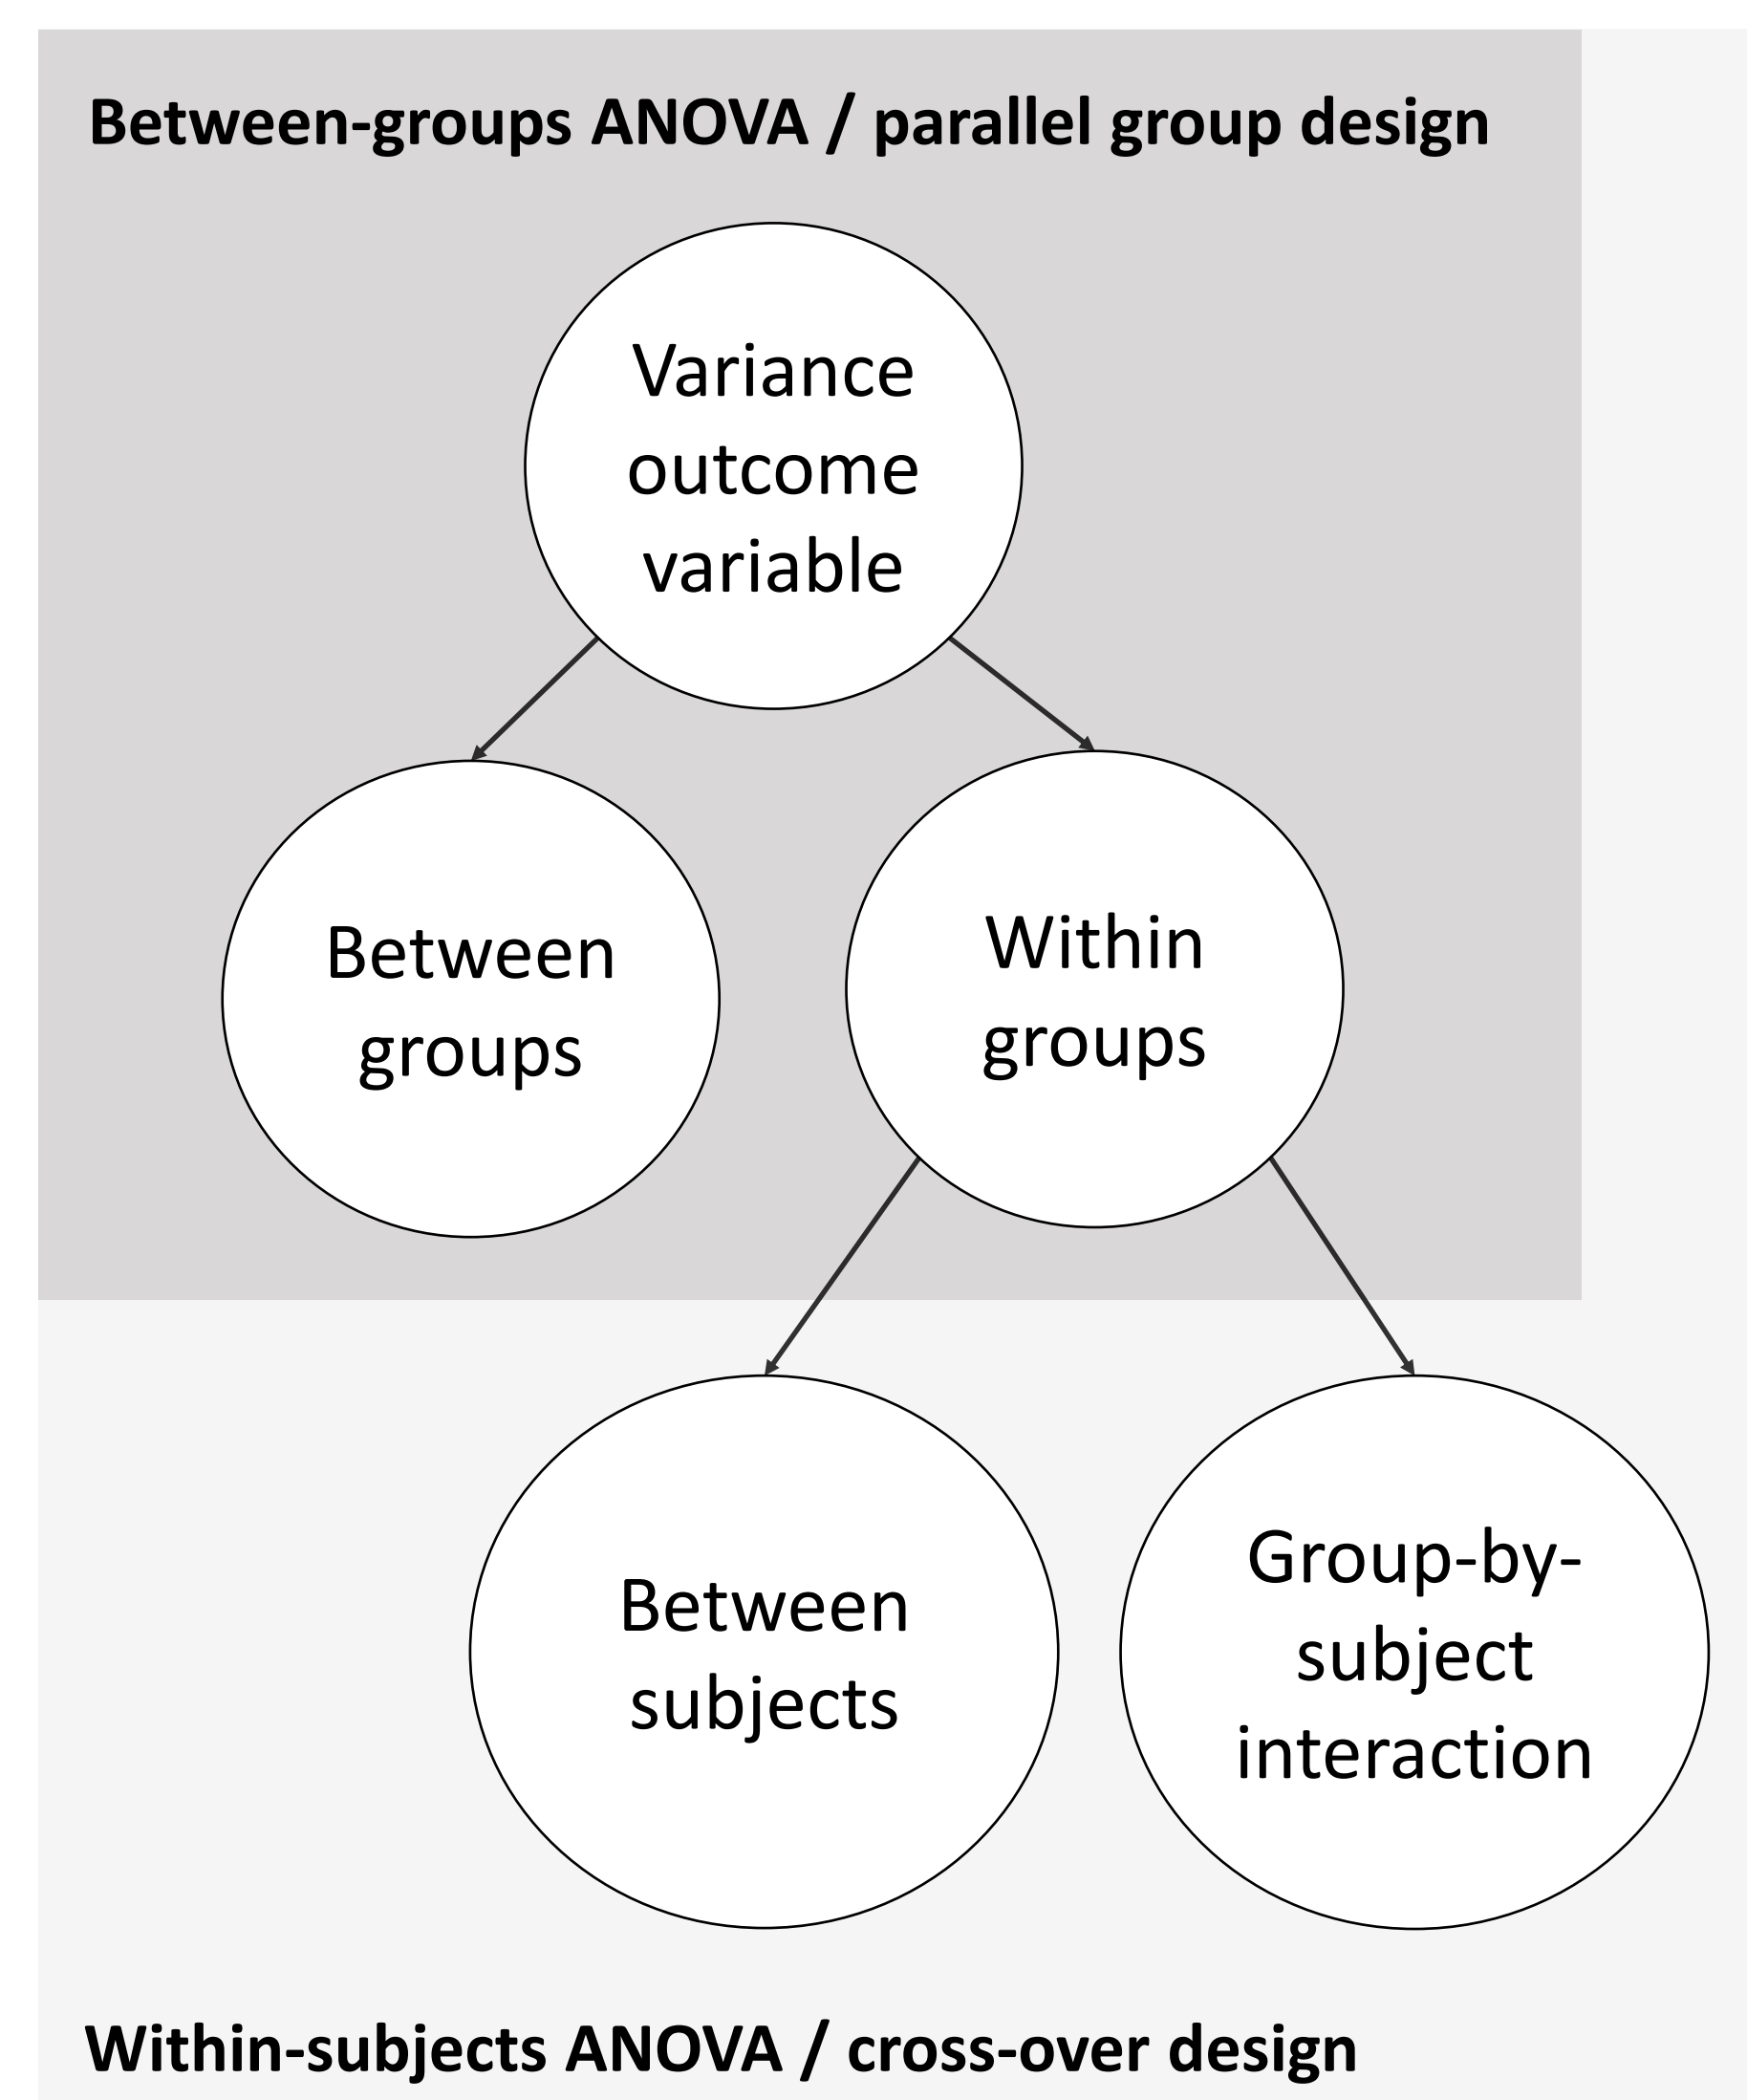 Between-groups ANOVA / parallel group design
Variance
outcome
variable
Between
groups
Within
groups
Between
subjects
Group-by-
subject
interaction
Within-subjects ANOVA / cross-over design